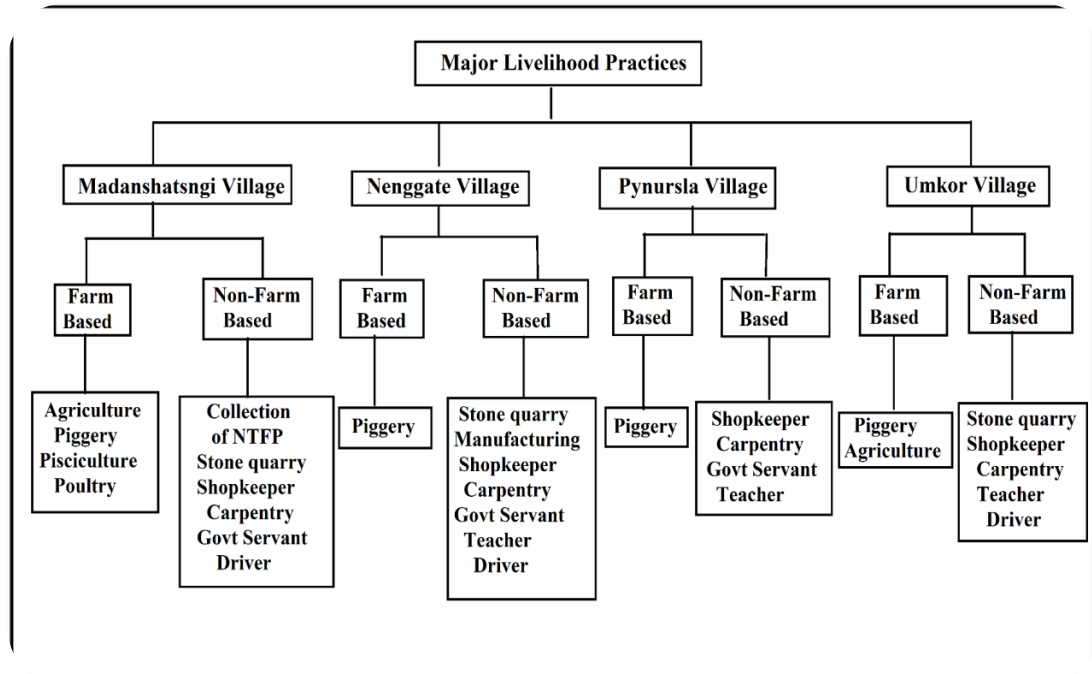 Major Livelihood Practices
Madanshatsngi Village
Nenggate Village
Pynursla Village
Umkor Village
Farm
Based
Non-Farm
Based
Farm
Based
Non-Farm
Based
Farm
Based
Non-Farm
Based
Farm
Based
Non-Farm
Based
Agriculture
Piggery
Pisciculture
Poultry
Collection
of NTFP
Stone quarry
Shopkeeper
Carpentry
Govt Servant
Driver
Piggery
Stone quarry
Manufacturing
Shopkeeper
Carpentry
Govt Servant
Teacher
Driver
Piggery
Shopkeeper
Carpentry
Govt Servant
Teacher
Piggery
Agriculture
Stone quarry
Shopkeeper
Carpentry
Teacher
Driver